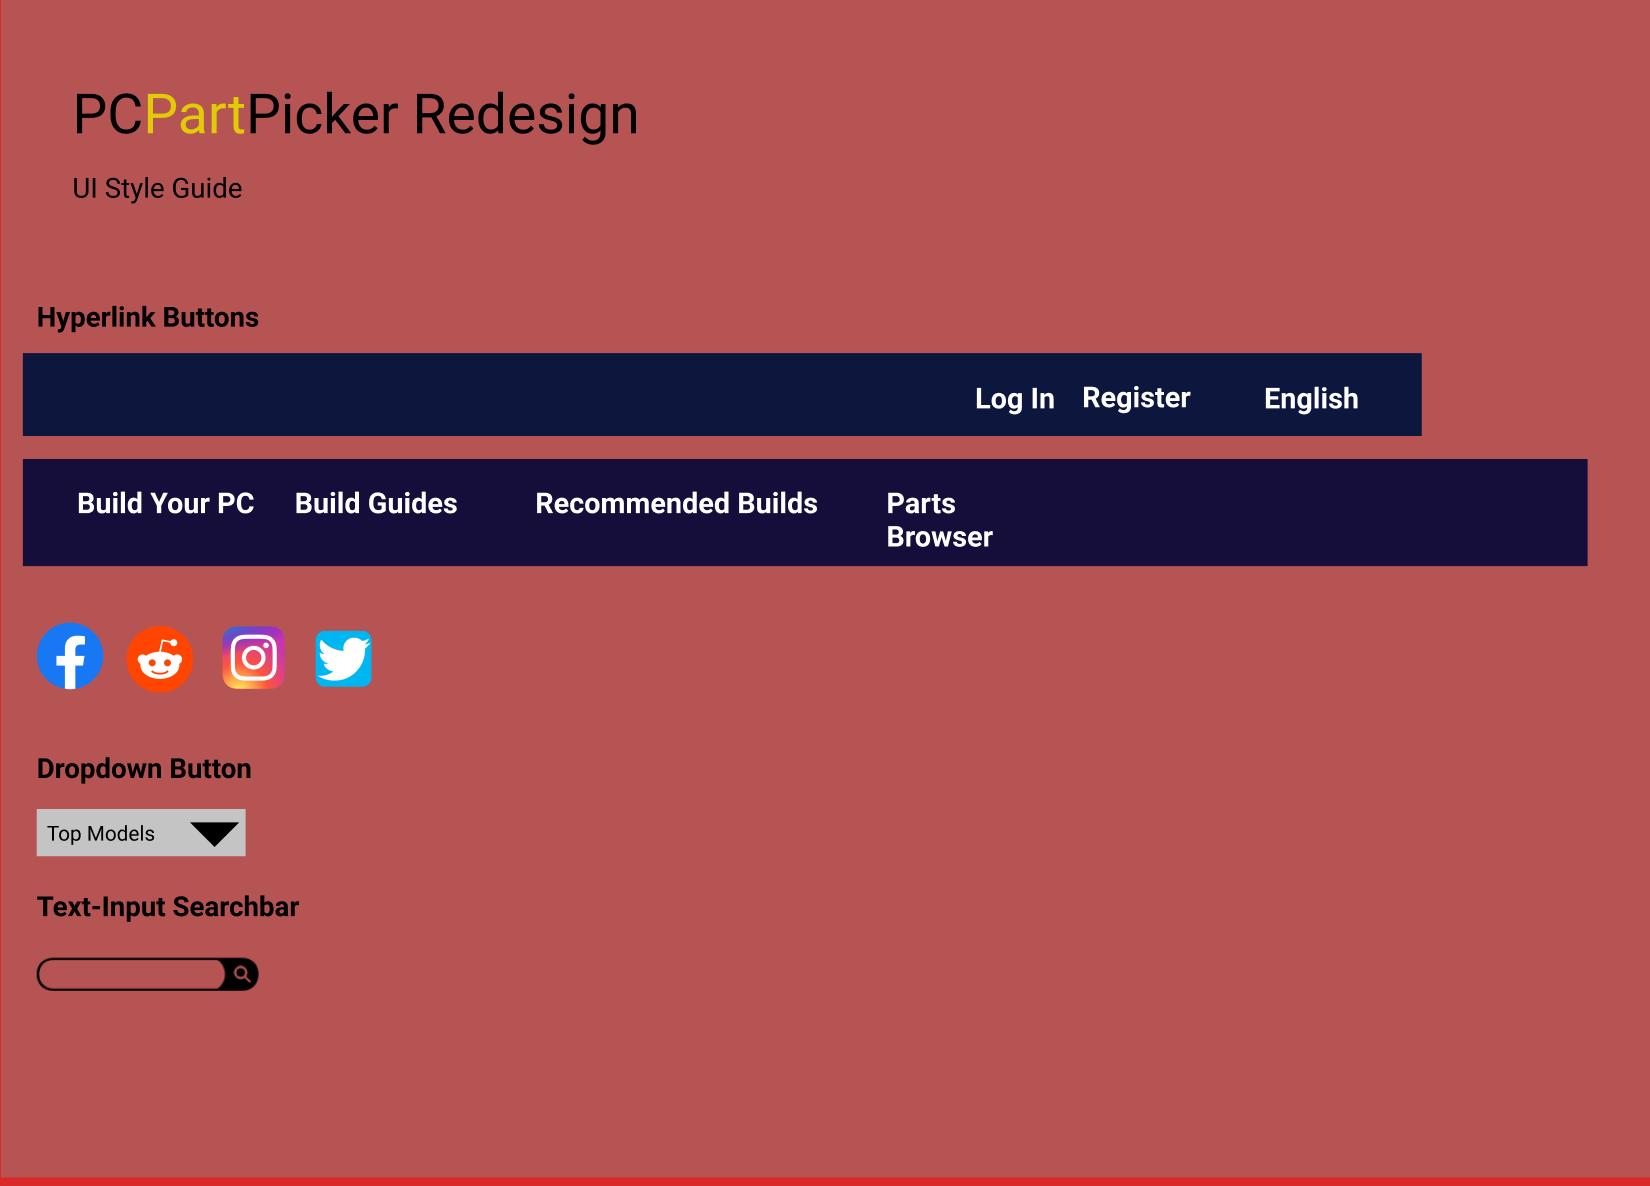 PCPartPicker Redesign
UI Style Guide
Hyperlink Buttons
Log In Register English
Build Your PC Build Guides Recommended Builds Parts
Browser
Dropdown Button
Top Models
Text-Input Searchbar